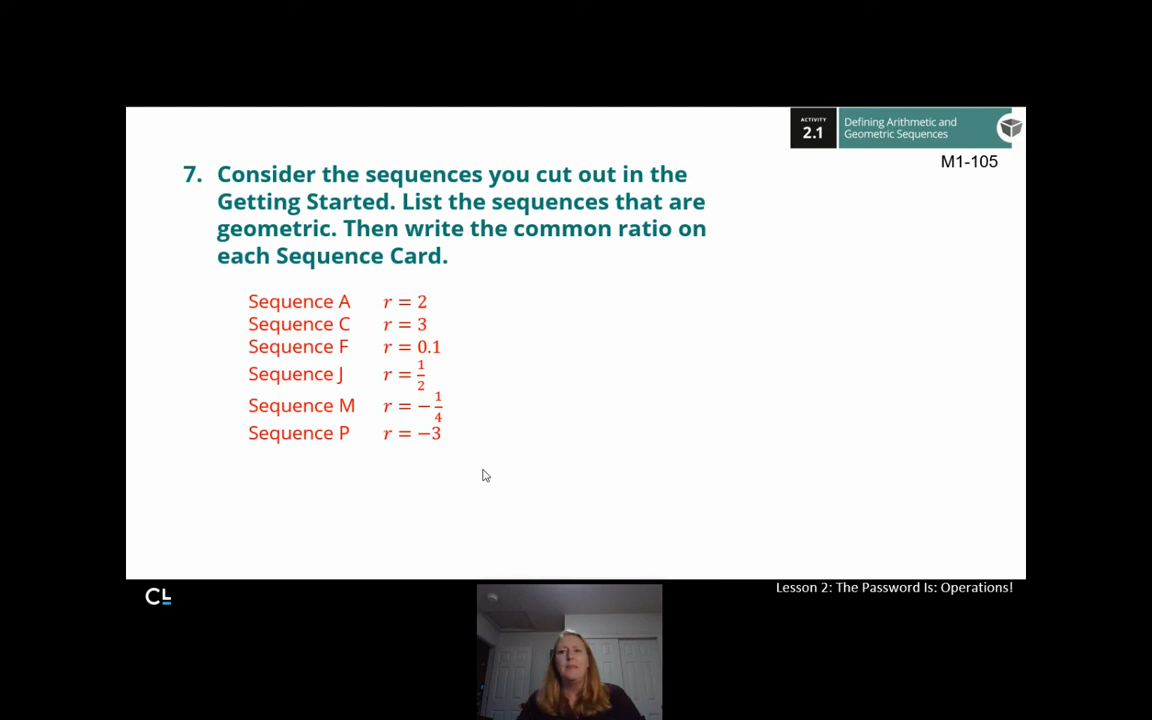 ACTIVITY
2.1
Defining Arithmetic and
Geometric Sequences
M1-105
7. Consider the sequences you cut out in the
Getting Started. List the sequences that are
geometric. Then write the common ratio on
each Sequence Card.
Sequence A r = 2
Sequence C r = 3
Sequence F r = 0.1
Sequence J r = 1/2
Sequence M r = −1/4
Sequence P r = −3
CL
Lesson 2: The Password Is: Operations!